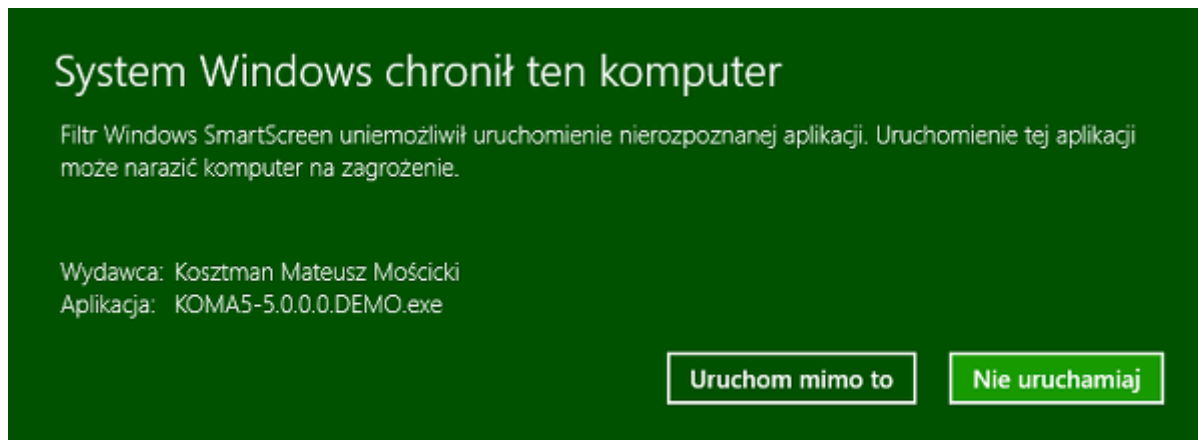 System Windows chronił ten komputer
Filtr Windows SmartScreen uniemożliwił uruchomienie nierozpoznanej aplikacji. Uruchomienie tej aplikacji
może narazić komputer na zagrożenie.
Wydawca: Kosztman Mateusz Mościcki
Aplikacja: KOMA5-5.0.0.0.DEMO.exe
Uruchom mimo to
Nie uruchamiaj